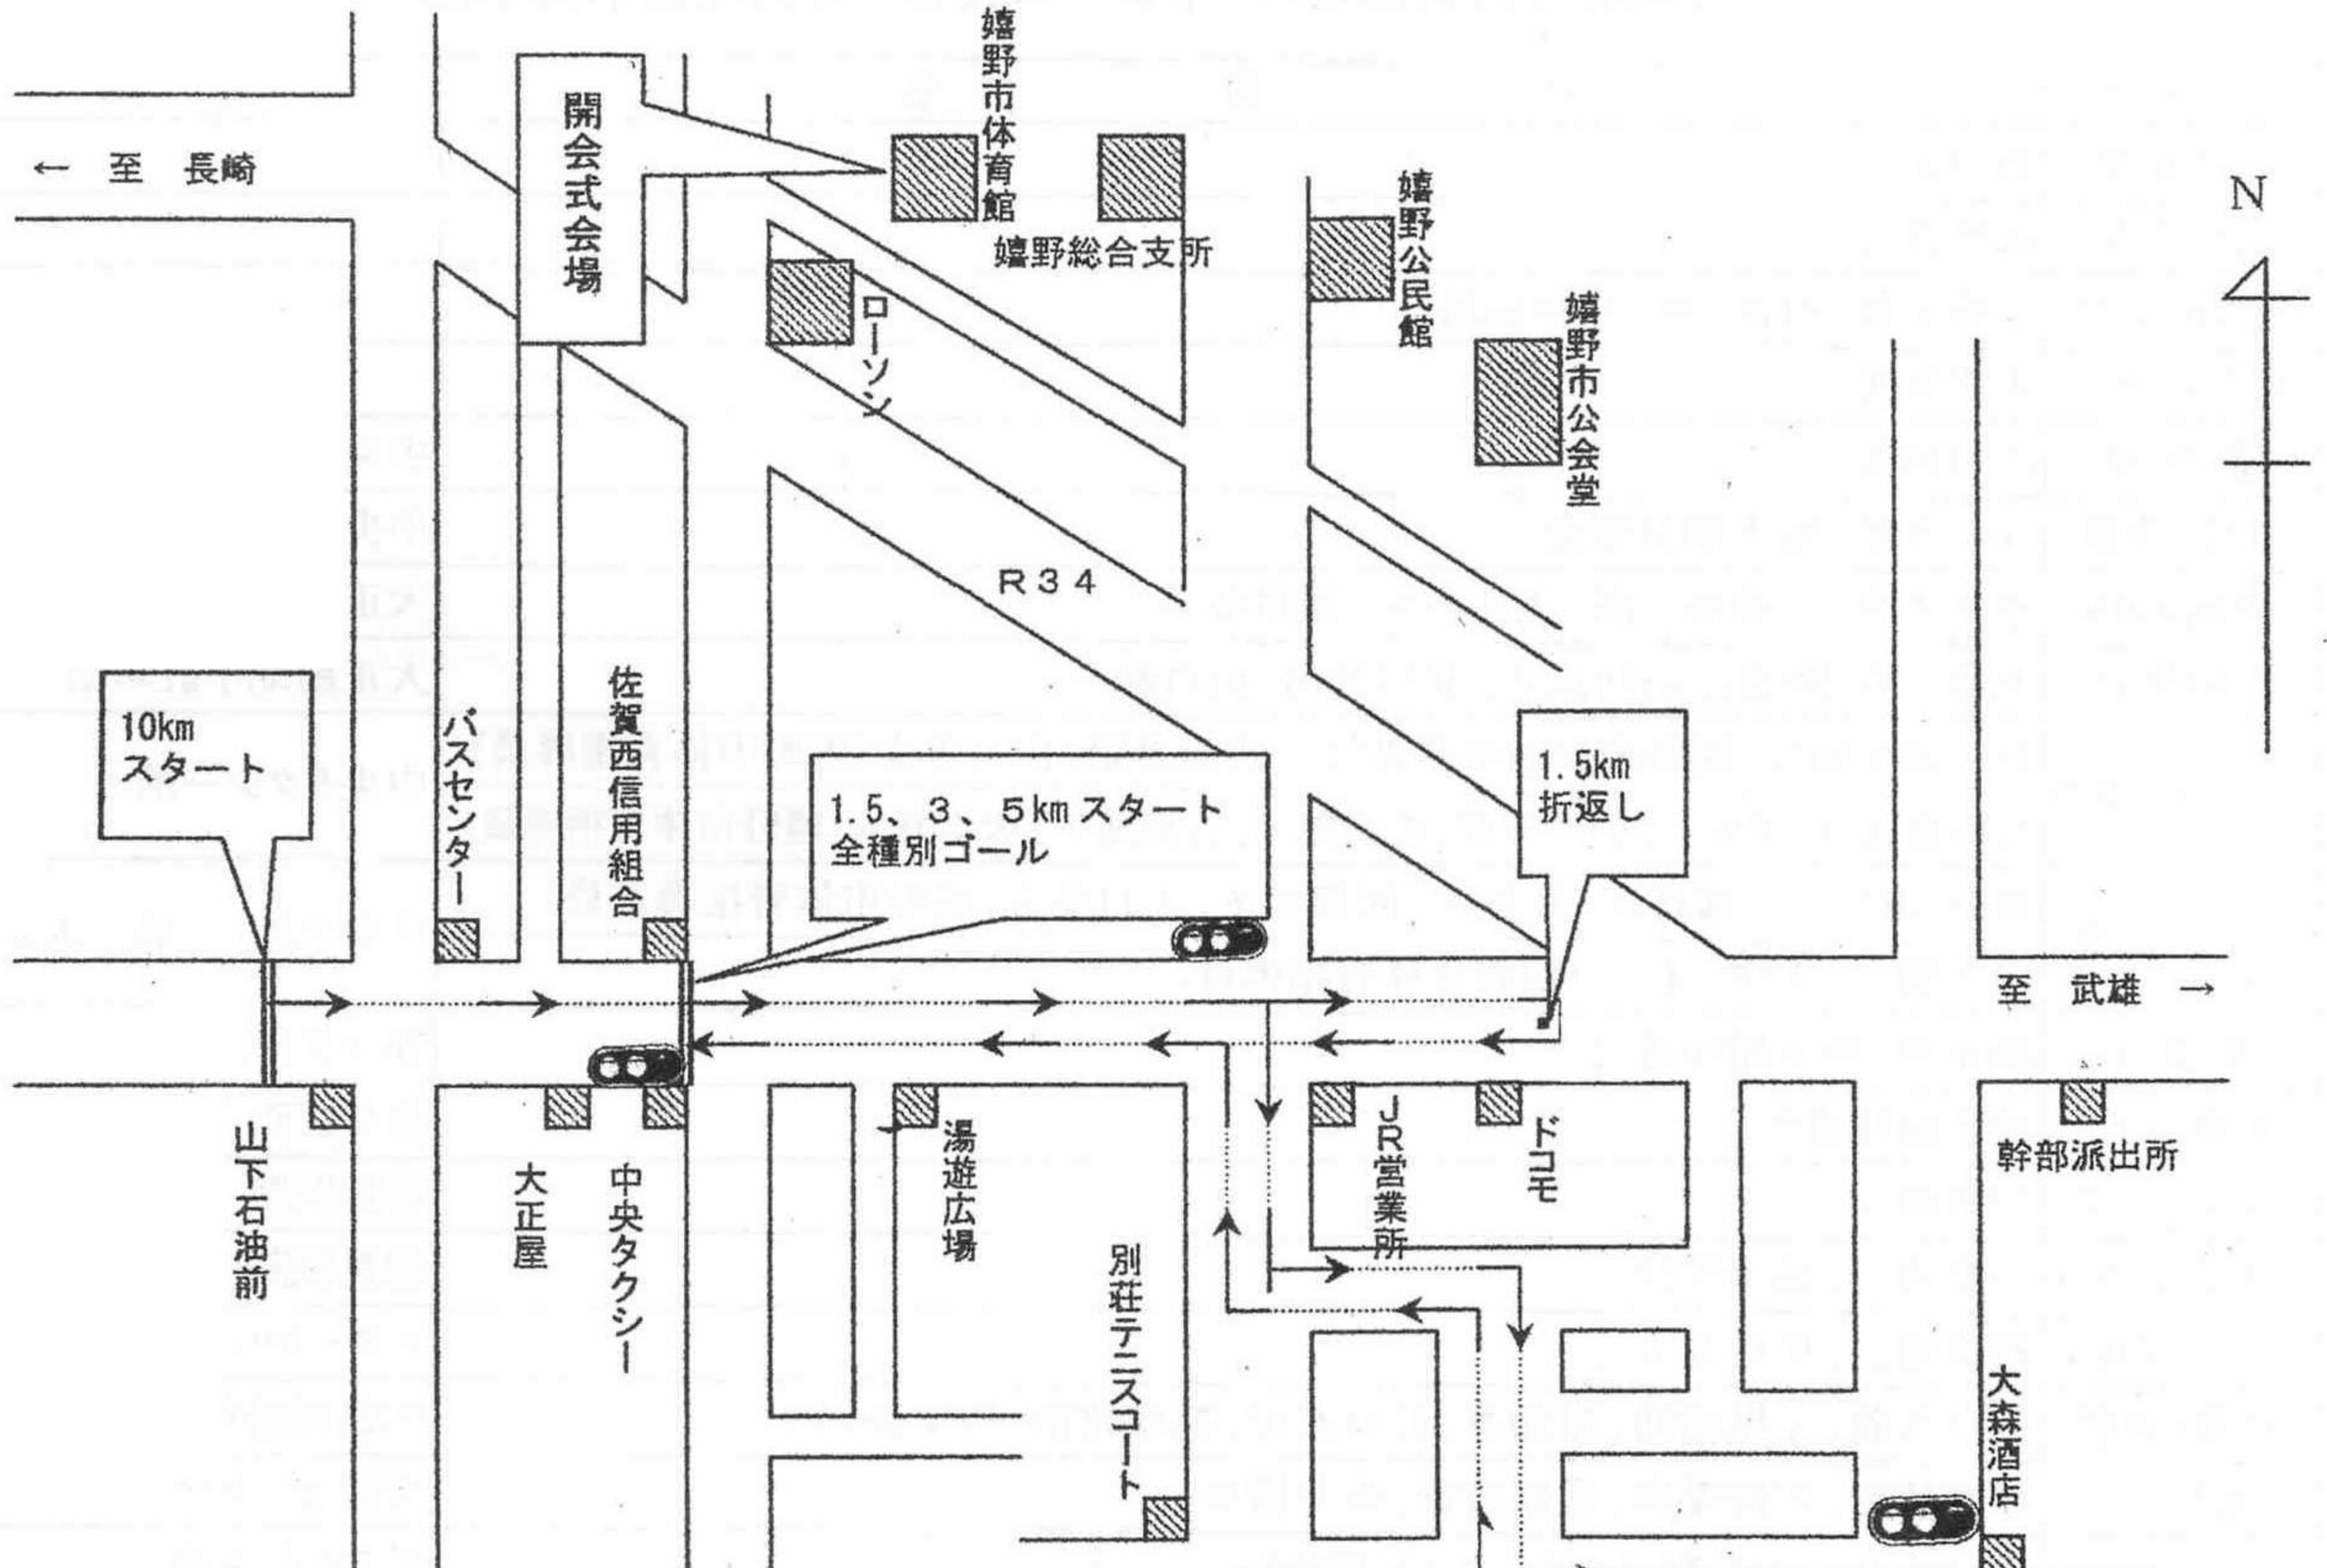 嬉野市体育館
開会式会場
← 至 長崎
嬉野総合支所
嬉野公民館
N
ローソン
嬉野市公会堂
R34
10km
スタート
バスセンター
佐賀西信用組合
1.5、3、5kmスタート
全種別ゴール
1.5km
折返し
至 武雄 →
山下石油前
大正屋
中央タクシー
湯遊広場
別荘テニスコート
JR営業所
ドコモ
幹部派出所
大森酒店